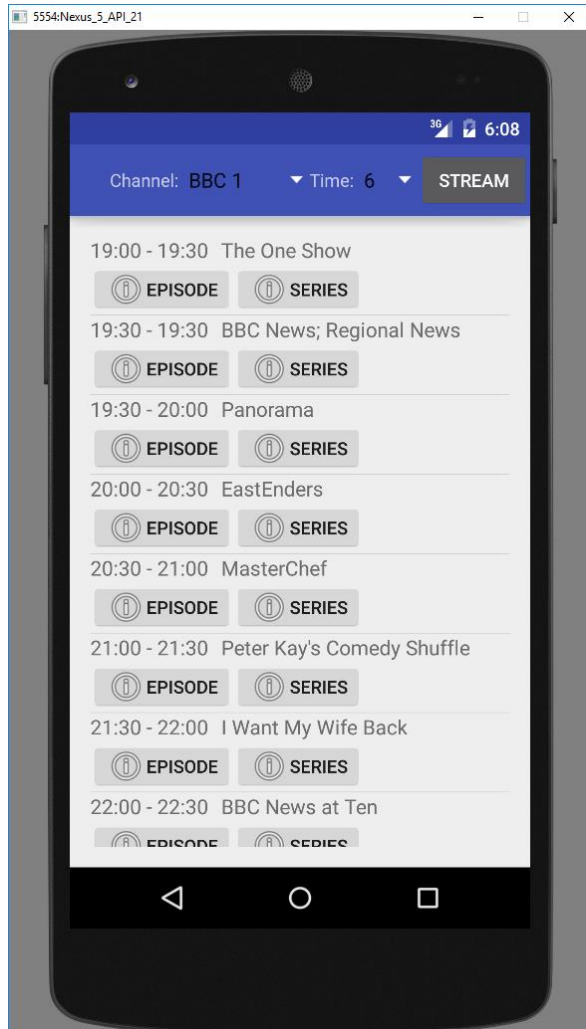 5554:Nexus_5_API_21
3G 6:08
Channel: BBC 1 Time: 6 STREAM
19:00 - 19:30 The One Show
EPISODE SERIES
19:30 - 19:30 BBC News; Regional News
EPISODE SERIES
19:30 - 20:00 Panorama
EPISODE SERIES
20:00 - 20:30 EastEnders
EPISODE SERIES
20:30 - 21:00 MasterChef
EPISODE SERIES
21:00 - 21:30 Peter Kay's Comedy Shuffle
EPISODE SERIES
21:30 - 22:00 I Want My Wife Back
EPISODE SERIES
22:00 - 22:30 BBC News at Ten
EPISODE SERIES